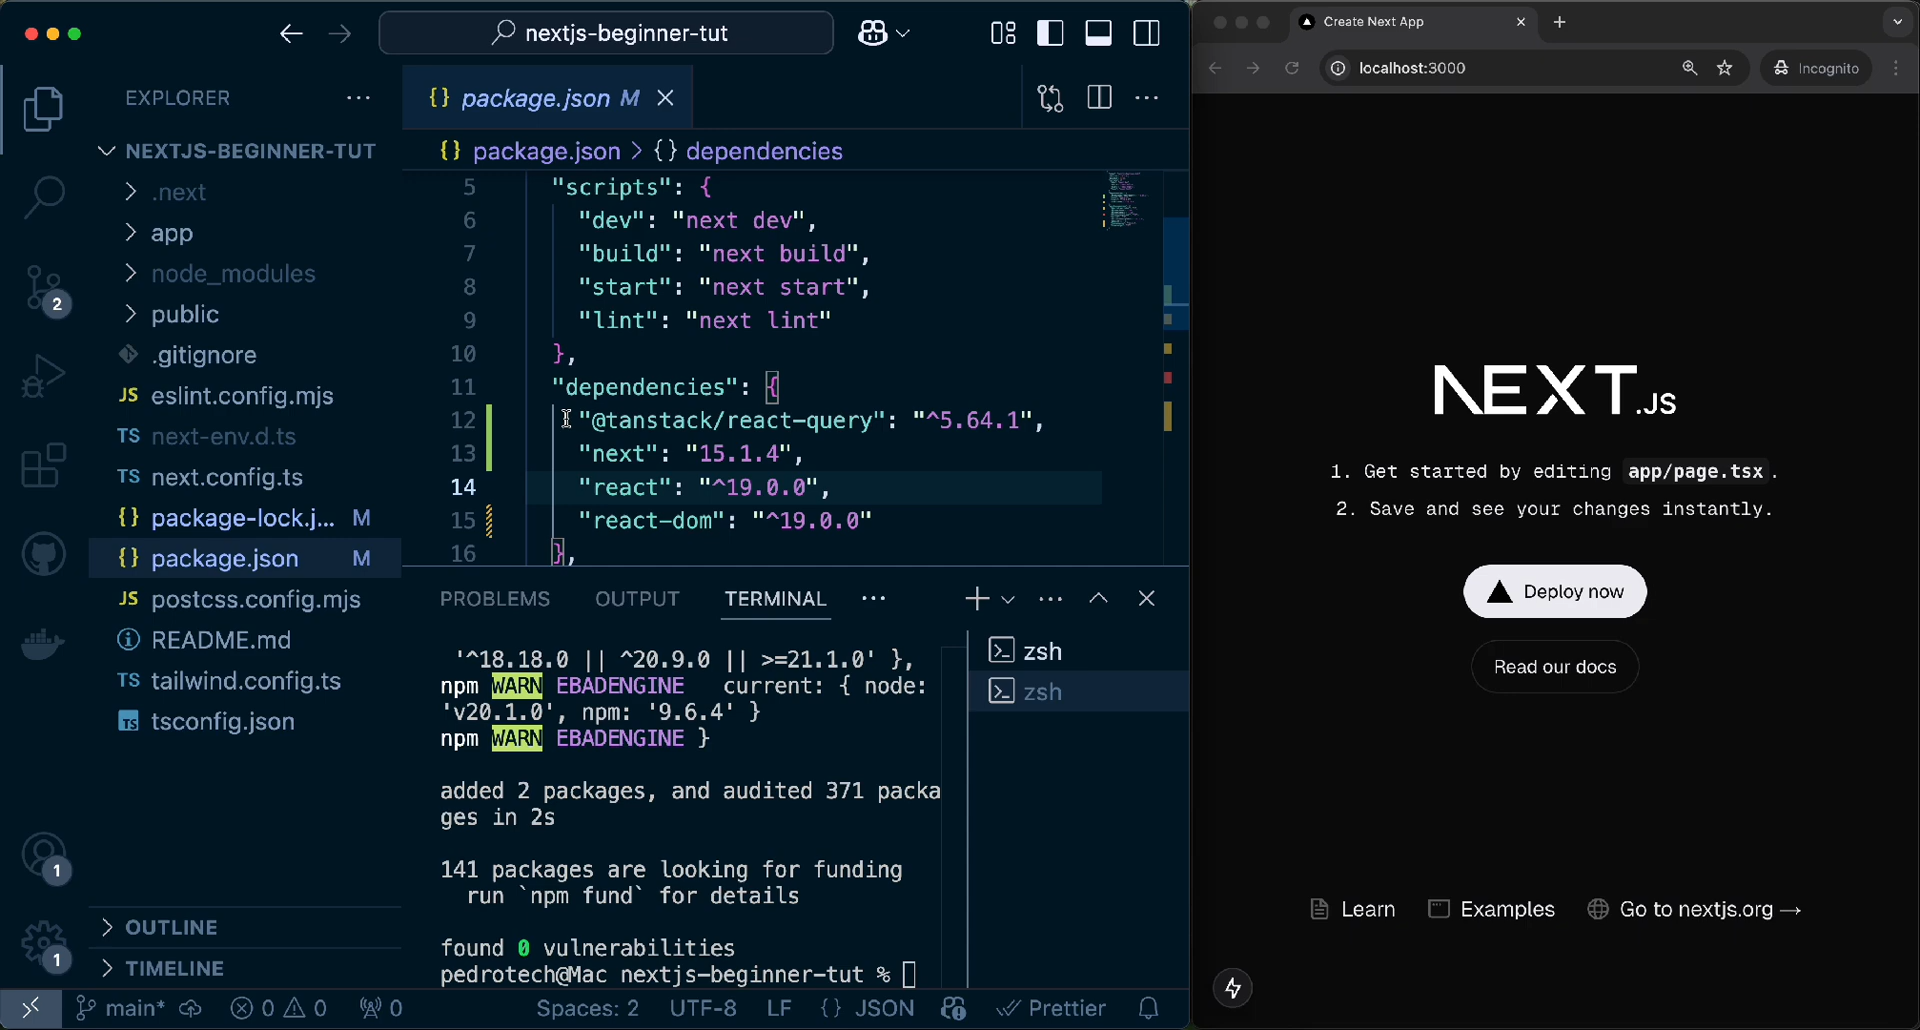 nextjs-beginner-tut
EXPLORER
NEXTJS-BEGINNER-TUT
.next
app
node_modules
public
.gitignore
JS eslint.config.mjs
TS next-env.d.ts
TS next.config.ts
{} package-lock.j... M
{} package.json M
JS postcss.config.mjs
README.md
TS tailwind.config.ts
TS tsconfig.json
OUTLINE
TIMELINE
2
1
1
{} package.json M
{} package.json > {} dependencies
5 "scripts": {
6 "dev": "next dev",
7 "build": "next build",
8 "start": "next start",
9 "lint": "next lint"
10 },
11 "dependencies": {
12 "@tanstack/react-query": "^5.64.1",
13 "next": "15.1.4",
14 "react": "^19.0.0",
15 "react-dom": "^19.0.0"
16 },
PROBLEMS OUTPUT TERMINAL
'^18.18.0 || ^20.9.0 || >=21.1.0' },
npm WARN EBADENGINE current: { node:
'v20.1.0', npm: '9.6.4' }
npm WARN EBADENGINE }
added 2 packages, and audited 371 packa
ges in 2s
141 packages are looking for funding
run `npm fund` for details
found 0 vulnerabilities
pedrotech@Mac nextjs-beginner-tut %
zsh
zsh
main* 0 0 0 Spaces: 2 UTF-8 LF {} JSON Prettier
Create Next App
localhost:3000
Incognito
NEXT.JS
1. Get started by editing app/page.tsx.
2. Save and see your changes instantly.
Deploy now
Read our docs
Learn
Examples
Go to nextjs.org →